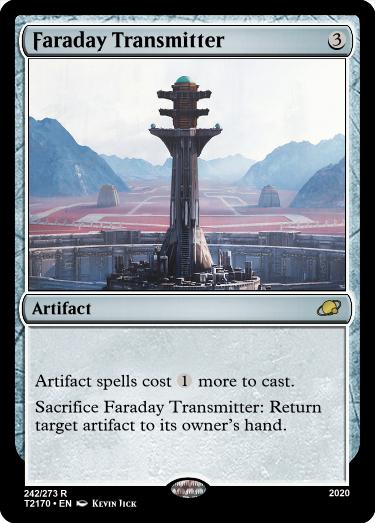 Faraday Transmitter 3
Artifact
Artifact spells cost 1 more to cast.
Sacrifice Faraday Transmitter: Return
target artifact to its owner's hand.
242/273 R 2020
T2170 • EN Kevin Jick